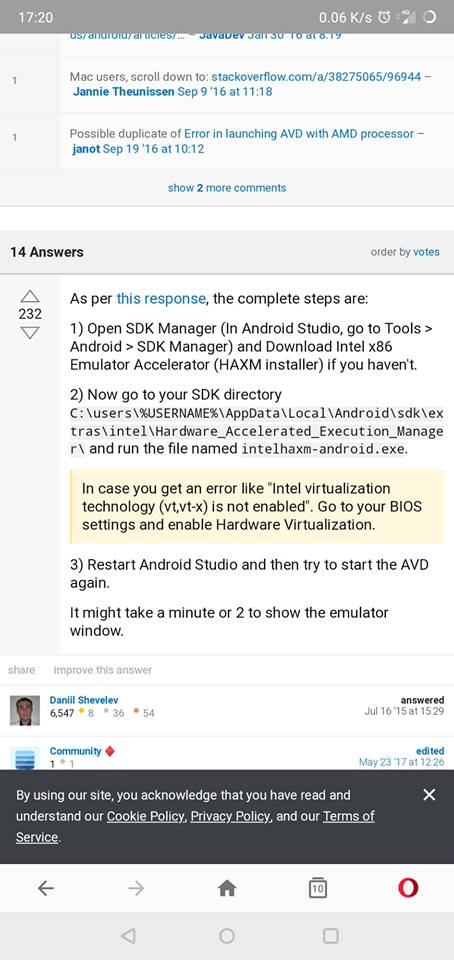 17:20 0.06 K/s 4G
us/android/articles/… – JavaDev Jan 30 '16 at 8:19
1 Mac users, scroll down to: stackoverflow.com/a/38275065/96944 –
Jannie Theunissen Sep 9 '16 at 11:18
1 Possible duplicate of Error in launching AVD with AMD processor –
janot Sep 19 '16 at 10:12
show 2 more comments
14 Answers order by votes
232
As per this response, the complete steps are:
1) Open SDK Manager (In Android Studio, go to Tools >
Android > SDK Manager) and Download Intel x86
Emulator Accelerator (HAXM installer) if you haven't.
2) Now go to your SDK directory
C:\users\%USERNAME%\AppData\Local\Android\sdk\ex
tras\intel\Hardware_Accelerated_Execution_Manage
r\ and run the file named intelhaxm-android.exe.
In case you get an error like "Intel virtualization
technology (vt,vt-x) is not enabled". Go to your BIOS
settings and enable Hardware Virtualization.
3) Restart Android Studio and then try to start the AVD
again.
It might take a minute or 2 to show the emulator
window.
share improve this answer
Daniil Shevelev answered
6,547 8 36 54 Jul 16 '15 at 15:29
Community edited
1 1 May 23 '17 at 12:26
By using our site, you acknowledge that you have read and
understand our Cookie Policy, Privacy Policy, and our Terms of
Service.
10